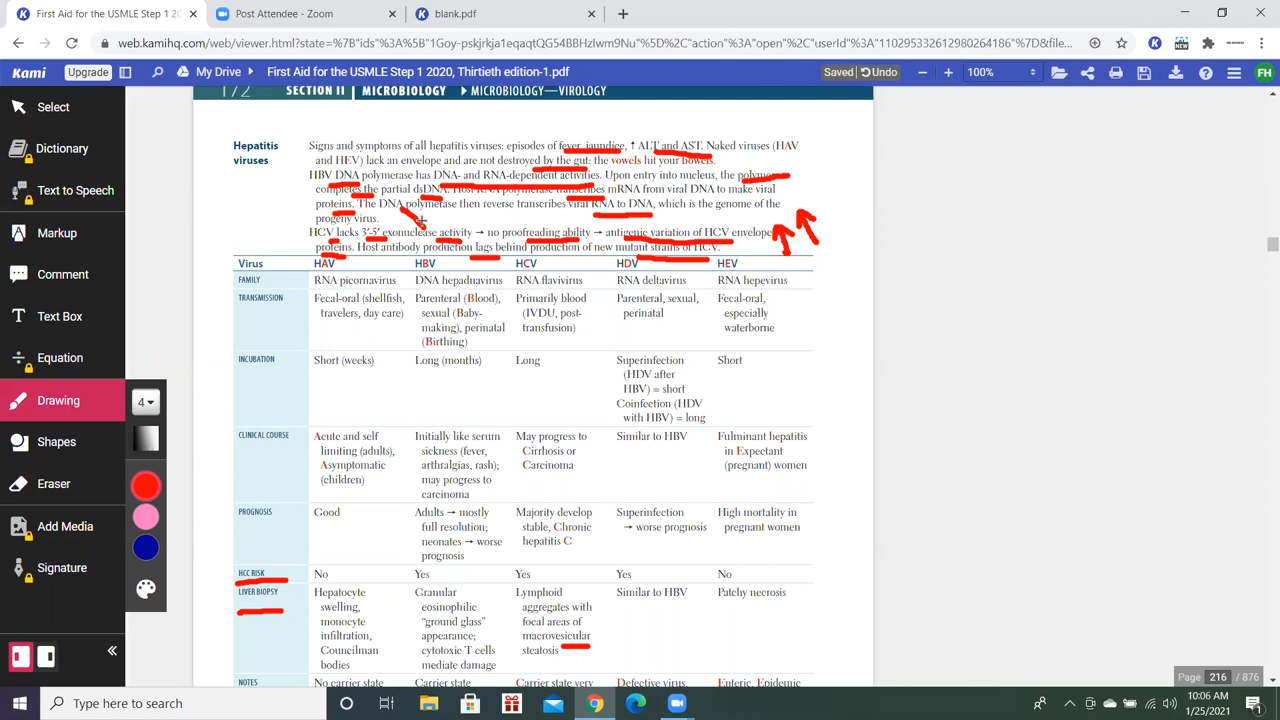 First Aid for the USMLE Step 1 20
Post Attendee - Zoom
blank.pdf
web.kamihq.com/web/viewer.html?state=%7B"ids"%3A%5B"1Goy-pskjrkja1eqaqtQG54BBHzIwm9Nu"%5D%2C"action"%3A"open"%2C"userId"%3A"110295332612980264186"%7D&file...
Kami
Upgrade
My Drive
First Aid for the USMLE Step 1 2020, Thirtieth edition-1.pdf
Saved
Undo
100%
FH
Select
Dictionary
Text to Speech
Markup
Comment
Text Box
Equation
Drawing
4
Shapes
Eraser
Add Media
Signature
172 SECTION II MICROBIOLOGY ▸ MICROBIOLOGY—VIROLOGY
Hepatitis
viruses
Signs and symptoms of all hepatitis viruses: episodes of fever, jaundice, ↑ ALT and AST. Naked viruses (HAV
and HEV) lack an envelope and are not destroyed by the gut: the vowels hit your bowels.
HBV DNA polymerase has DNA- and RNA-dependent activities. Upon entry into nucleus, the polymerase
completes the partial dsDNA. Host RNA polymerase transcribes mRNA from viral DNA to make viral
proteins. The DNA polymerase then reverse transcribes viral RNA to DNA, which is the genome of the
progeny virus.
HCV lacks 3′-5′ exonuclease activity → no proofreading ability → antigenic variation of HCV envelope
proteins. Host antibody production lags behind production of new mutant strains of HCV.
Virus HAV HBV HCV HDV HEV
FAMILY RNA picornavirus DNA hepadnavirus RNA flavivirus RNA deltavirus RNA hepevirus
TRANSMISSION Fecal-oral (shellfish, Parenteral (Blood), Primarily blood Parenteral, sexual, Fecal-oral,
travelers, day care) sexual (Baby- (IVDU, post- perinatal especially
making), perinatal transfusion) waterborne
(Birthing)
INCUBATION Short (weeks) Long (months) Long Superinfection Short
(HDV after
HBV) = short
Coinfection (HDV
with HBV) = long
CLINICAL COURSE Acute and self Initially like serum May progress to Similar to HBV Fulminant hepatitis
limiting (adults), sickness (fever, Cirrhosis or in Expectant
Asymptomatic arthralgias, rash); Carcinoma (pregnant) women
(children) may progress to
carcinoma
PROGNOSIS Good Adults → mostly Majority develop Superinfection High mortality in
full resolution; stable, Chronic → worse prognosis pregnant women
neonates → worse hepatitis C
prognosis
HCC RISK No Yes Yes Yes No
LIVER BIOPSY Hepatocyte Granular Lymphoid Similar to HBV Patchy necrosis
swelling, eosinophilic aggregates with
monocyte "ground glass" focal areas of
infiltration, appearance; macrovesicular
Councilman cytotoxic T cells steatosis
bodies mediate damage
NOTES No carrier state Carrier state Carrier state very Defective virus, Enteric, Epidemic
Page 216 / 876
Type here to search
10:06 AM
1/25/2021